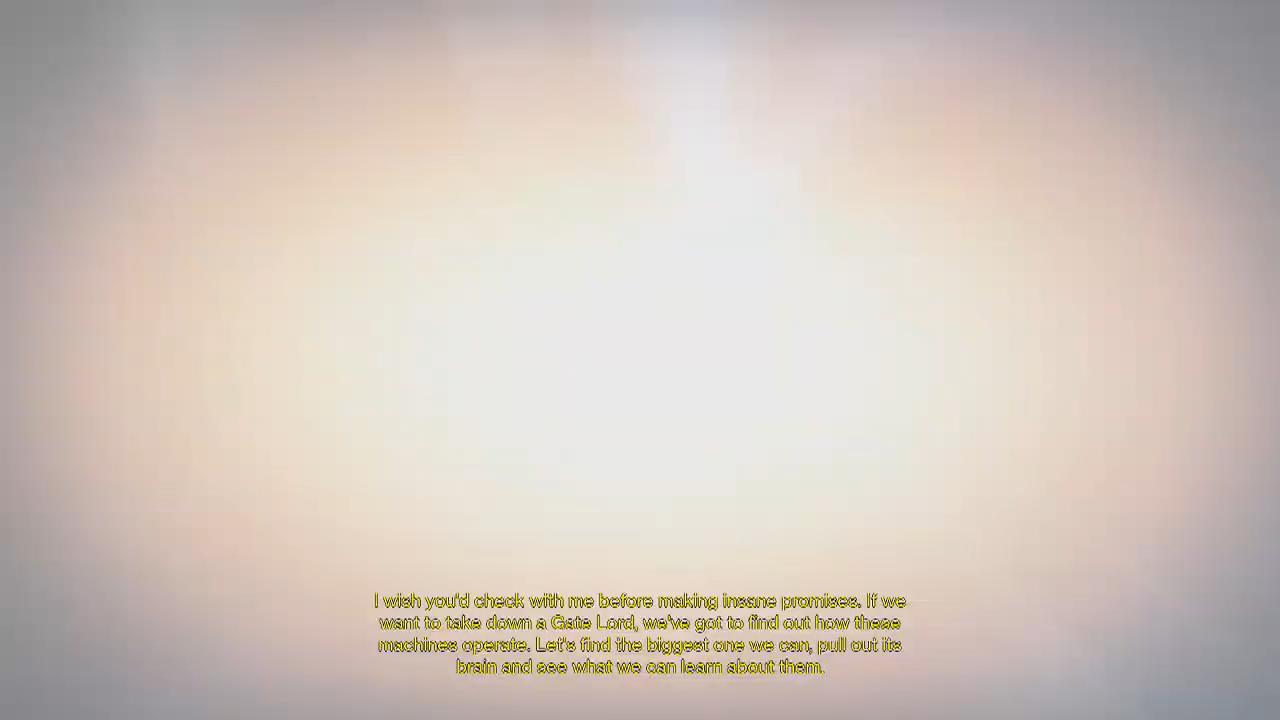 I wish you'd check with me before making insane promises. If we
want to take down a Gate Lord, we've got to find out how these
machines operate. Let's find the biggest one we can, pull out its
brain and see what we can learn about them.